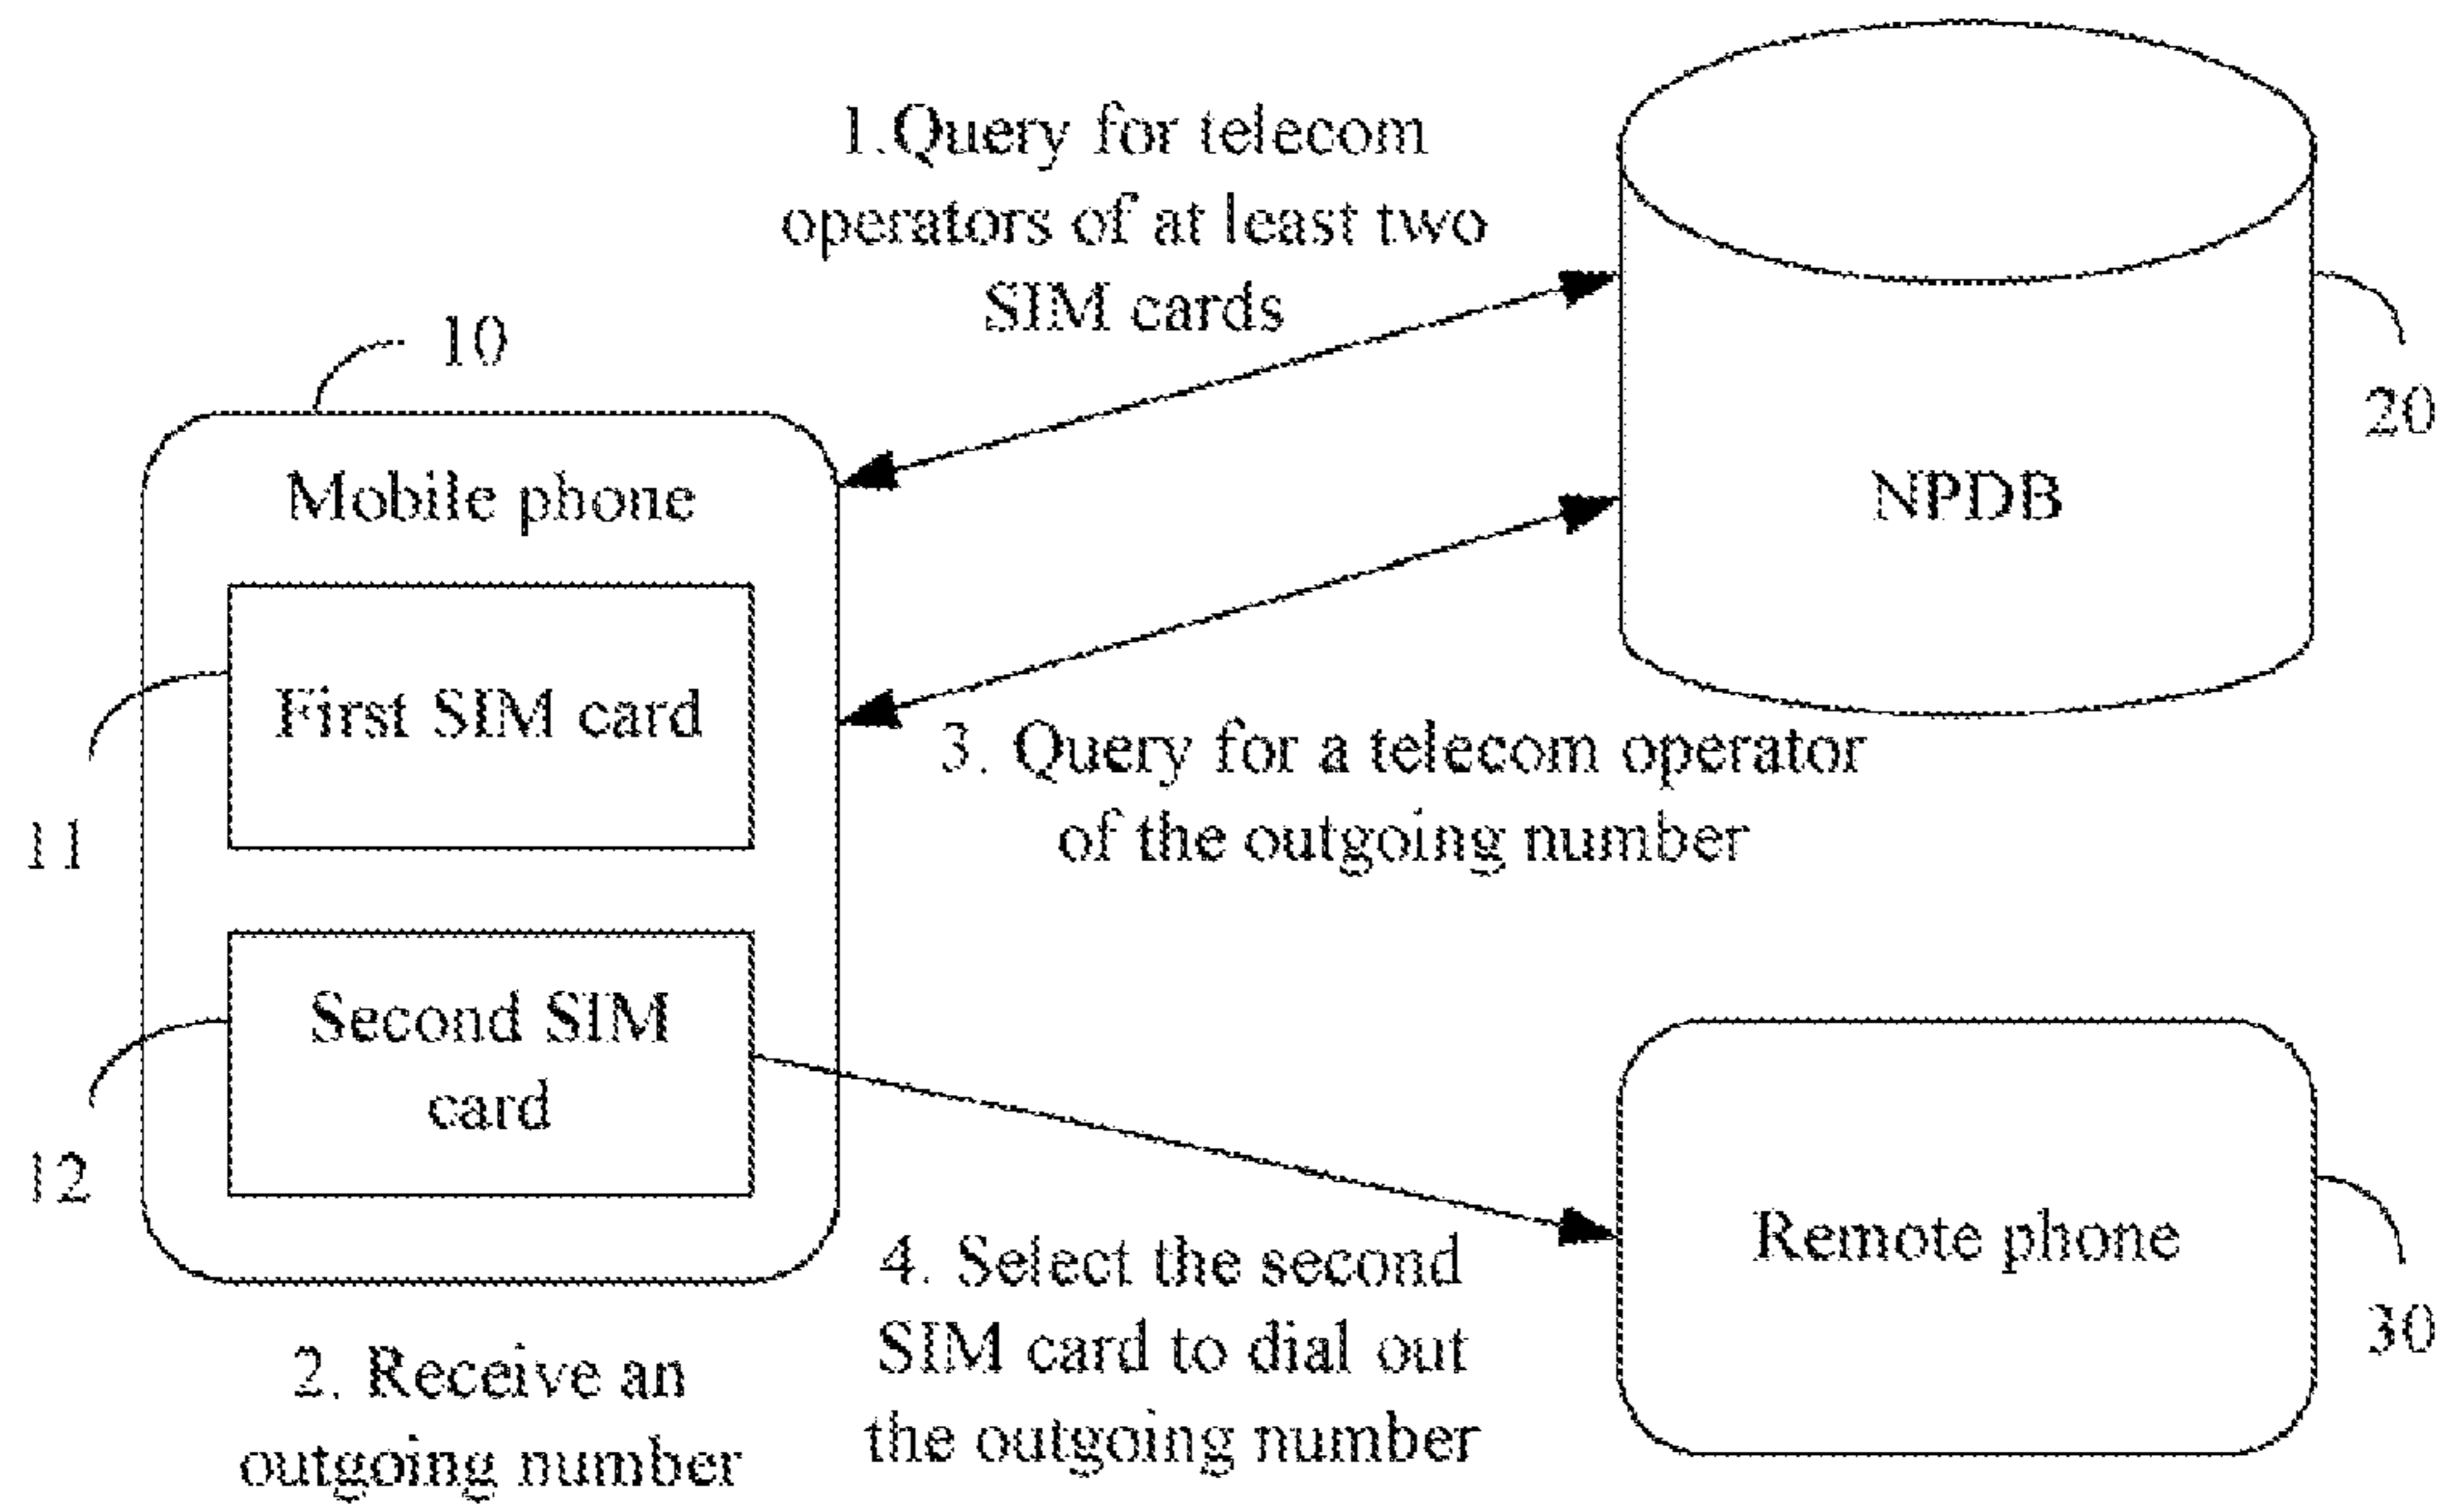 1.Query for telecom
operators of at least two
SIM cards
10
20
Mobile phone
NPDB
First SIM card
11
3. Query for a telecom operator
of the outgoing number
Second SIM
card
12
Remote phone
30
4. Select the second
SIM card to dial out
the outgoing number
2. Receive an
outgoing number